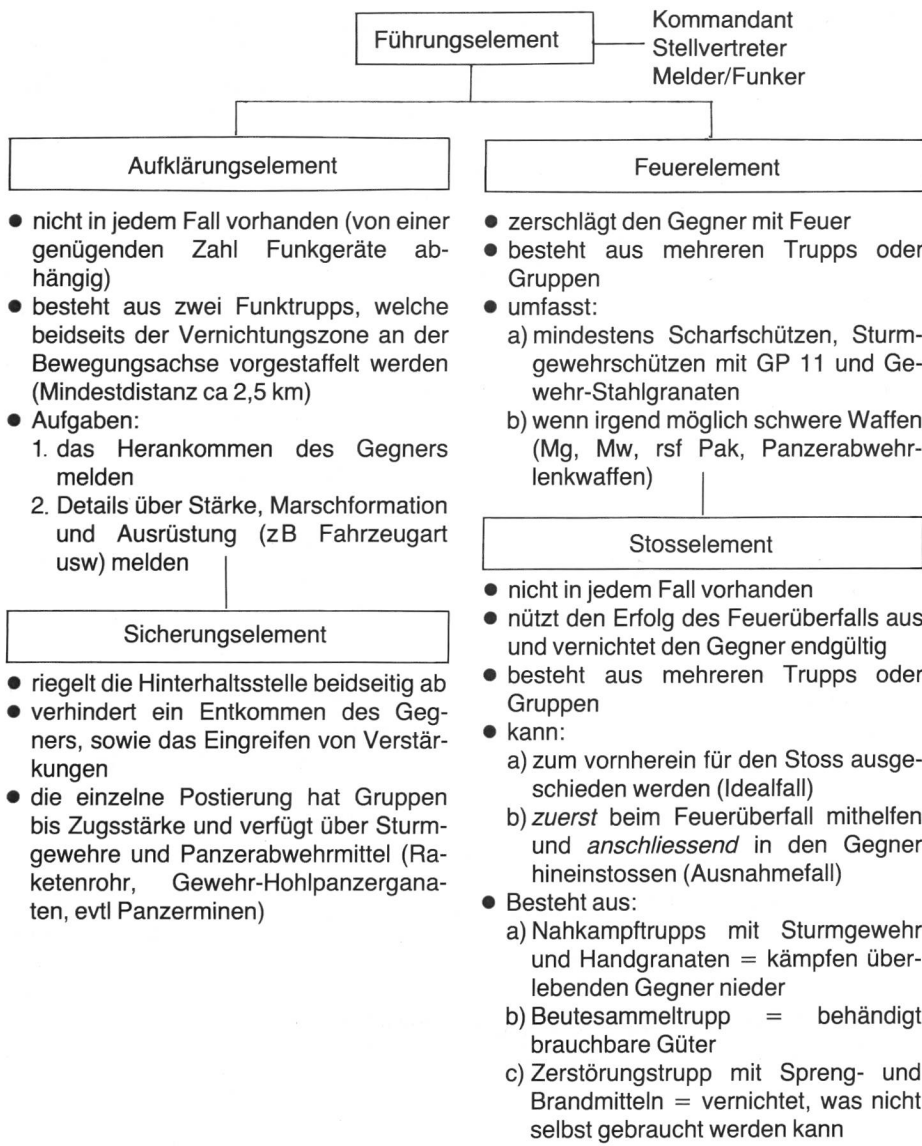 Führungselement
Kommandant
Stellvertreter
Melder/Funker
Aufklärungselement
● nicht in jedem Fall vorhanden (von einer
genügenden Zahl Funkgeräte ab-
hängig)
● besteht aus zwei Funktrupps, welche
beidseits der Vernichtungszone an der
Bewegungsachse vorgestaffelt werden
(Mindestdistanz ca 2,5 km)
● Aufgaben:
1. das Herankommen des Gegners
melden
2. Details über Stärke, Marschformation
und Ausrüstung (zB Fahrzeugart
usw) melden
Sicherungselement
● riegelt die Hinterhaltsstelle beidseitig ab
● verhindert ein Entkommen des Geg-
ners, sowie das Eingreifen von Verstär-
kungen
● die einzelne Postierung hat Gruppen
bis Zugsstärke und verfügt über Sturm-
gewehre und Panzerabwehrmittel (Ra-
ketenrohr, Gewehr-Hohlpanzergana-
ten, evtl Panzerminen)
Feuerelement
● zerschlägt den Gegner mit Feuer
● besteht aus mehreren Trupps oder
Gruppen
● umfasst:
a) mindestens Scharfschützen, Sturm-
gewehrschützen mit GP 11 und Ge-
wehr-Stahlgranaten
b) wenn irgend möglich schwere Waffen
(Mg, Mw, rsf Pak, Panzerabwehr-
lenkwaffen)
Stosselement
● nicht in jedem Fall vorhanden
● nützt den Erfolg des Feuerüberfalls aus
und vernichtet den Gegner endgültig
● besteht aus mehreren Trupps oder
Gruppen
● kann:
a) zum vornherein für den Stoss ausge-
schieden werden (Idealfall)
b) zuerst beim Feuerüberfall mithelfen
und anschliessend in den Gegner
hineinstossen (Ausnahmefall)
● Besteht aus:
a) Nahkampftrupps mit Sturmgewehr
und Handgranaten = kämpfen über-
lebenden Gegner nieder
b) Beutesammeltrupp = behändigt
brauchbare Güter
c) Zerstörungstrupp mit Spreng- und
Brandmitteln = vernichtet, was nicht
selbst gebraucht werden kann